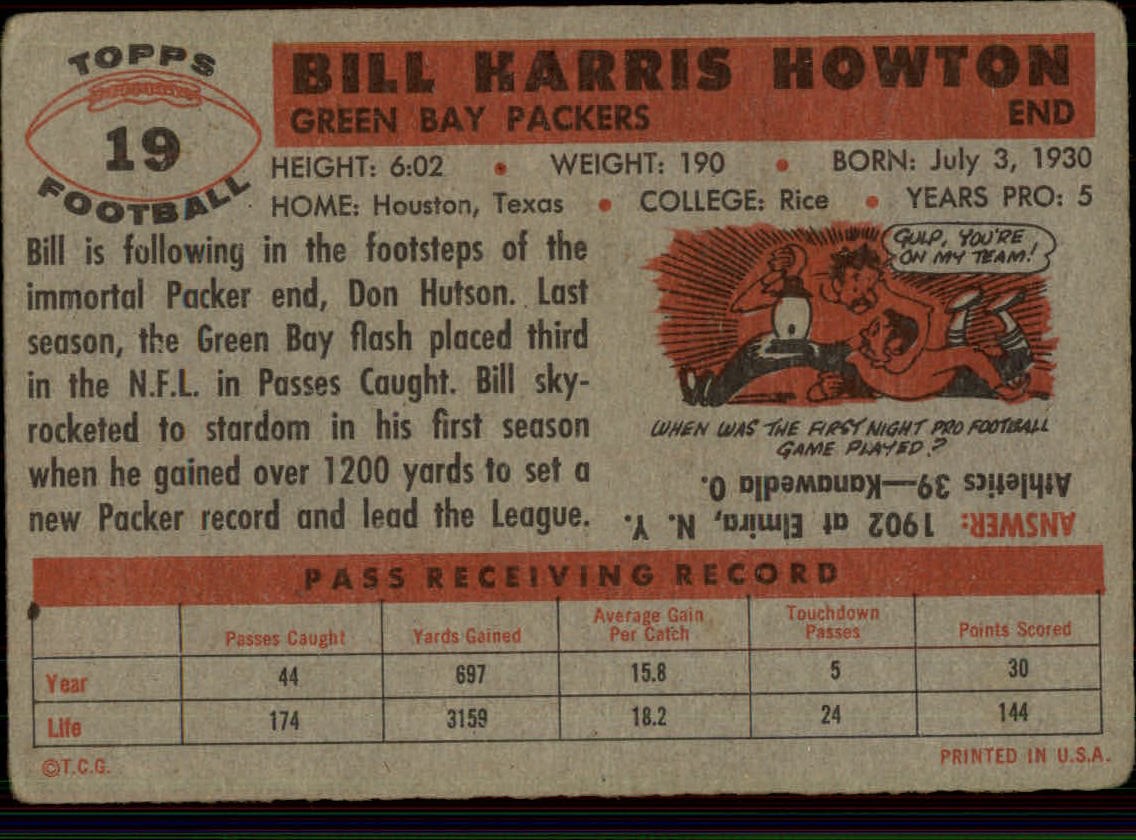 TOPPS
19
FOOTBALL
BILL HARRIS HOWTON
GREEN BAY PACKERS END
HEIGHT: 6:02 • WEIGHT: 190 • BORN: July 3, 1930
HOME: Houston, Texas • COLLEGE: Rice • YEARS PRO: 5
Bill is following in the footsteps of the
immortal Packer end, Don Hutson. Last
season, the Green Bay flash placed third
in the N.F.L. in Passes Caught. Bill sky-
rocketed to stardom in his first season
when he gained over 1200 yards to set a
new Packer record and lead the League.
GULP, YOU'RE
ON MY TEAM!
WHEN WAS THE FIRST NIGHT PRO FOOTBALL
GAME PLAYED?
ANSWER: 1902 at Elmira, N. Y.
Athletics 39—Kanawedia 0.
PASS RECEIVING RECORD
Passes Caught Yards Gained Average Gain Per Catch Touchdown Passes Points Scored
Year 44 697 15.8 5 30
Life 174 3159 18.2 24 144
©T.C.G. PRINTED IN U.S.A.